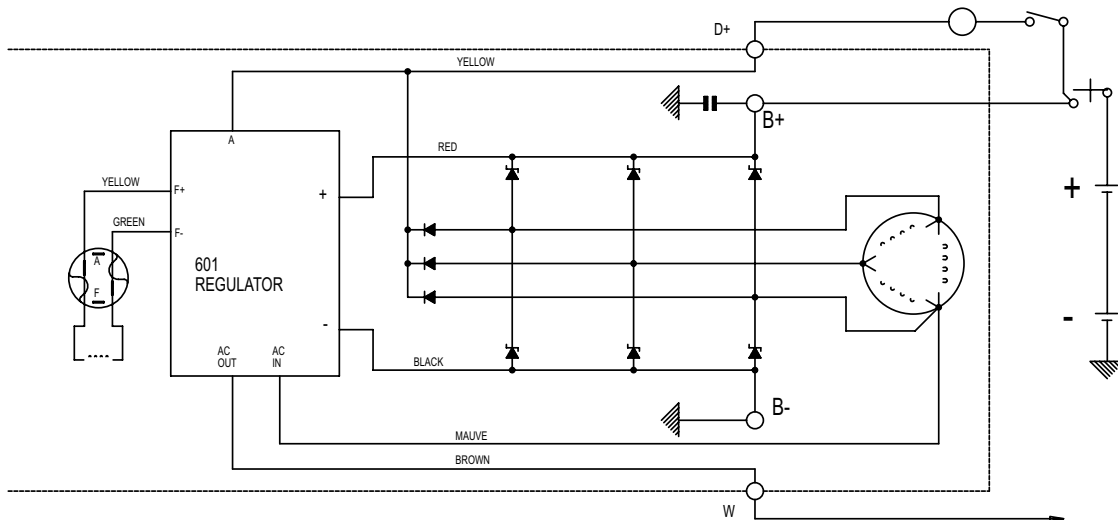 D+
YELLOW
B+
A
RED
YELLOW
F+
+
+
GREEN
F-
A
601
REGULATOR
F
-
-
AC
OUT
AC
IN
BLACK
B-
MAUVE
BROWN
W